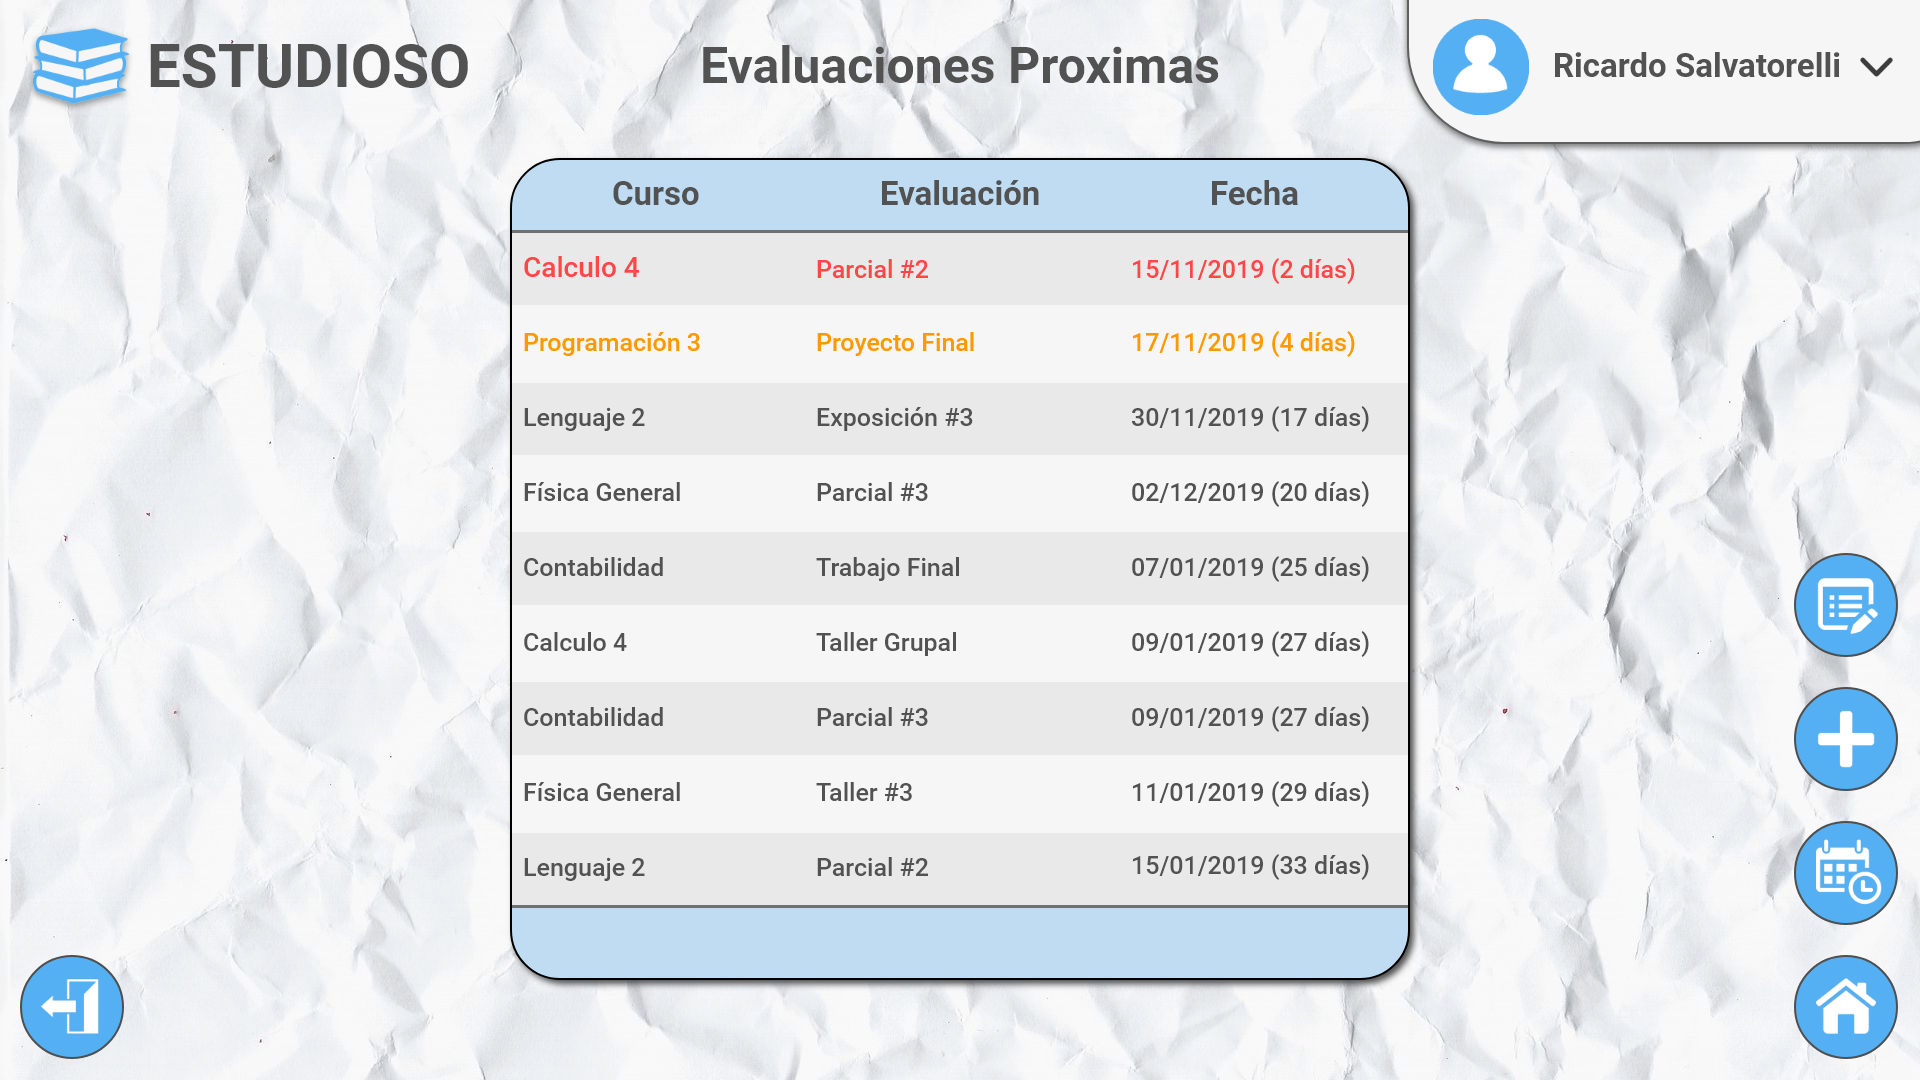 ESTUDIOSO
Evaluaciones Proximas
Ricardo Salvatorelli
Curso Evaluación Fecha
Calculo 4 Parcial #2 15/11/2019 (2 días)
Programación 3 Proyecto Final 17/11/2019 (4 días)
Lenguaje 2 Exposición #3 30/11/2019 (17 días)
Física General Parcial #3 02/12/2019 (20 días)
Contabilidad Trabajo Final 07/01/2019 (25 días)
Calculo 4 Taller Grupal 09/01/2019 (27 días)
Contabilidad Parcial #3 09/01/2019 (27 días)
Física General Taller #3 11/01/2019 (29 días)
Lenguaje 2 Parcial #2 15/01/2019 (33 días)